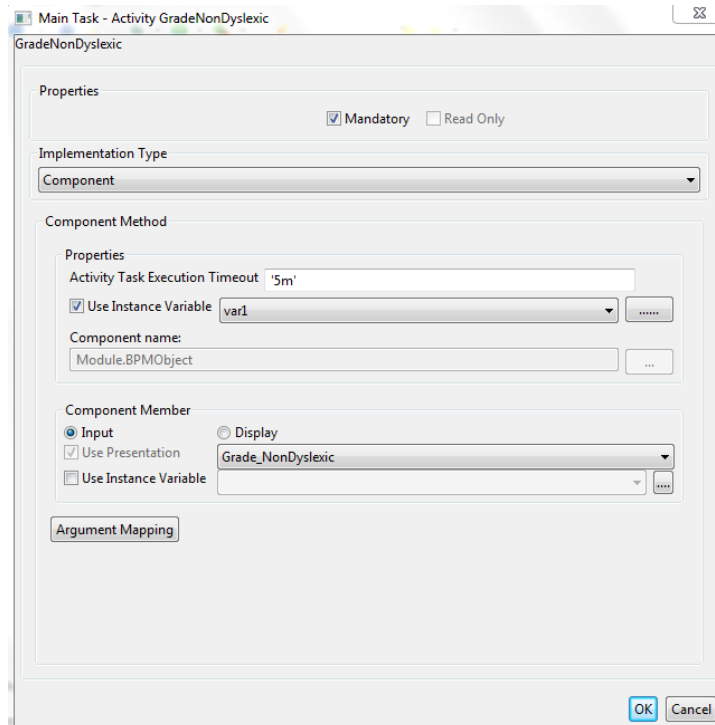 Main Task - Activity GradeNonDyslexic
GradeNonDyslexic
Properties
Mandatory Read Only
Implementation Type
Component
Component Method
Properties
Activity Task Execution Timeout '5m'
Use Instance Variable var1 ......
Component name:
Module.BPMObject ...
Component Member
Input Display
Use Presentation Grade_NonDyslexic
Use Instance Variable ....
Argument Mapping
OK Cancel